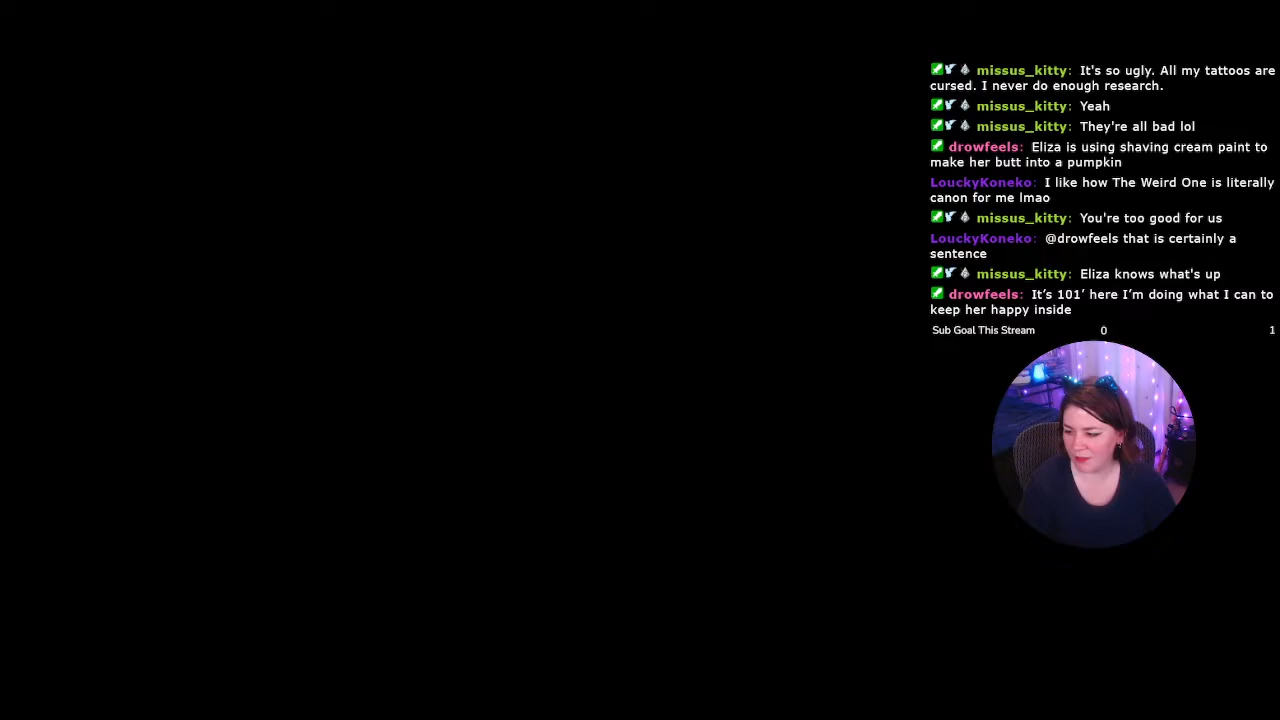 missus_kitty: It's so ugly. All my tattoos are
cursed. I never do enough research.
missus_kitty: Yeah
missus_kitty: They're all bad lol
drowfeels: Eliza is using shaving cream paint to
make her butt into a pumpkin
LouckyKoneko: I like how The Weird One is literally
canon for me lmao
missus_kitty: You're too good for us
LouckyKoneko: @drowfeels that is certainly a
sentence
missus_kitty: Eliza knows what's up
drowfeels: It’s 101’ here I’m doing what I can to
keep her happy inside
Sub Goal This Stream 0 1